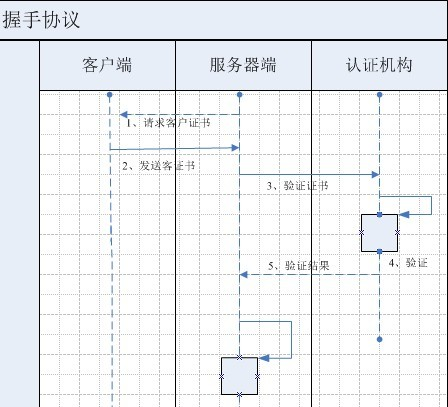 握手协议
客户端
服务器端
认证机构
1、请求客户证书
2、发送客证书
3、验证证书
4、验证
5、验证结果